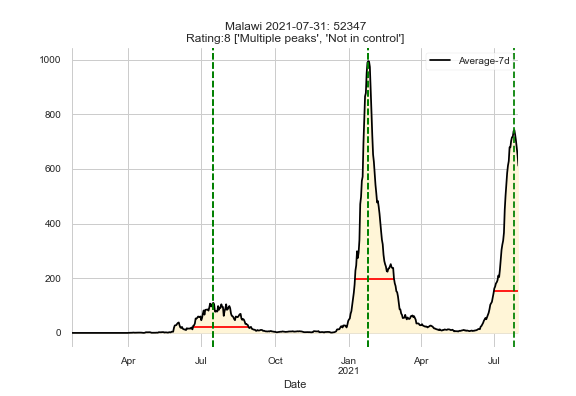 Malawi 2021-07-31: 52347
Rating:8 ['Multiple peaks', 'Not in control']
Average-7d
1000
800
600
400
200
0
Apr Jul Oct Jan Apr Jul
2021
Date